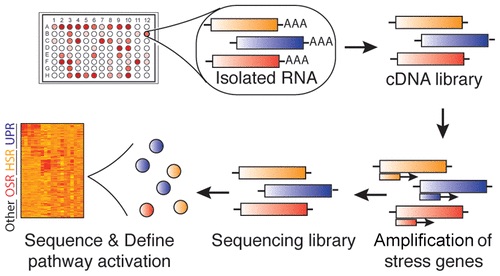 1 2 3 4 5 6 7 8 9 10 11 12
A
B
C
D
E
F
G
H
AAA
AAA
AAA
Isolated RNA
cDNA library
Amplification of
stress genes
Sequencing library
Other OSR HSR UPR
Sequence & Define
pathway activation